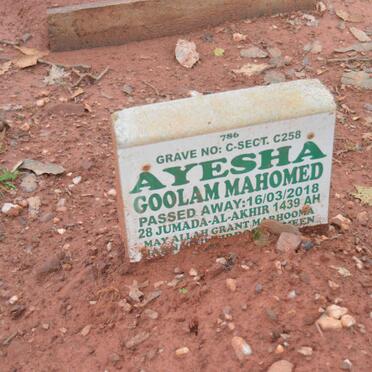 786
GRAVE NO: C-SECT. C258
AYESHA
GOOLAM MAHOMED
PASSED AWAY: 16/03/2018
28 JUMADA-AL-AKHIR 1439 AH
MAY ALLAH GRANT MARHOOMA